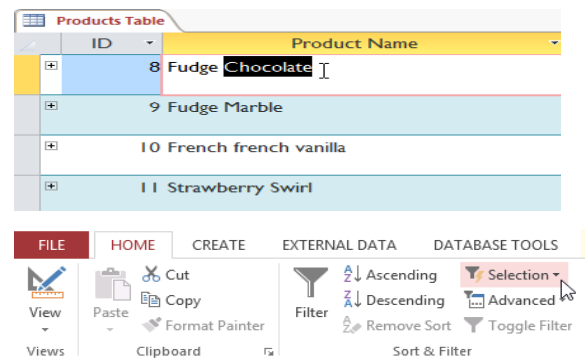 Products Table
ID Product Name
8 Fudge Chocolate
9 Fudge Marble
10 French french vanilla
11 Strawberry Swirl
FILE HOME CREATE EXTERNAL DATA DATABASE TOOLS
View Paste Cut Copy Format Painter Filter Ascending Descending Remove Sort Selection Advanced Toggle Filter
Views Clipboard Sort & Filter